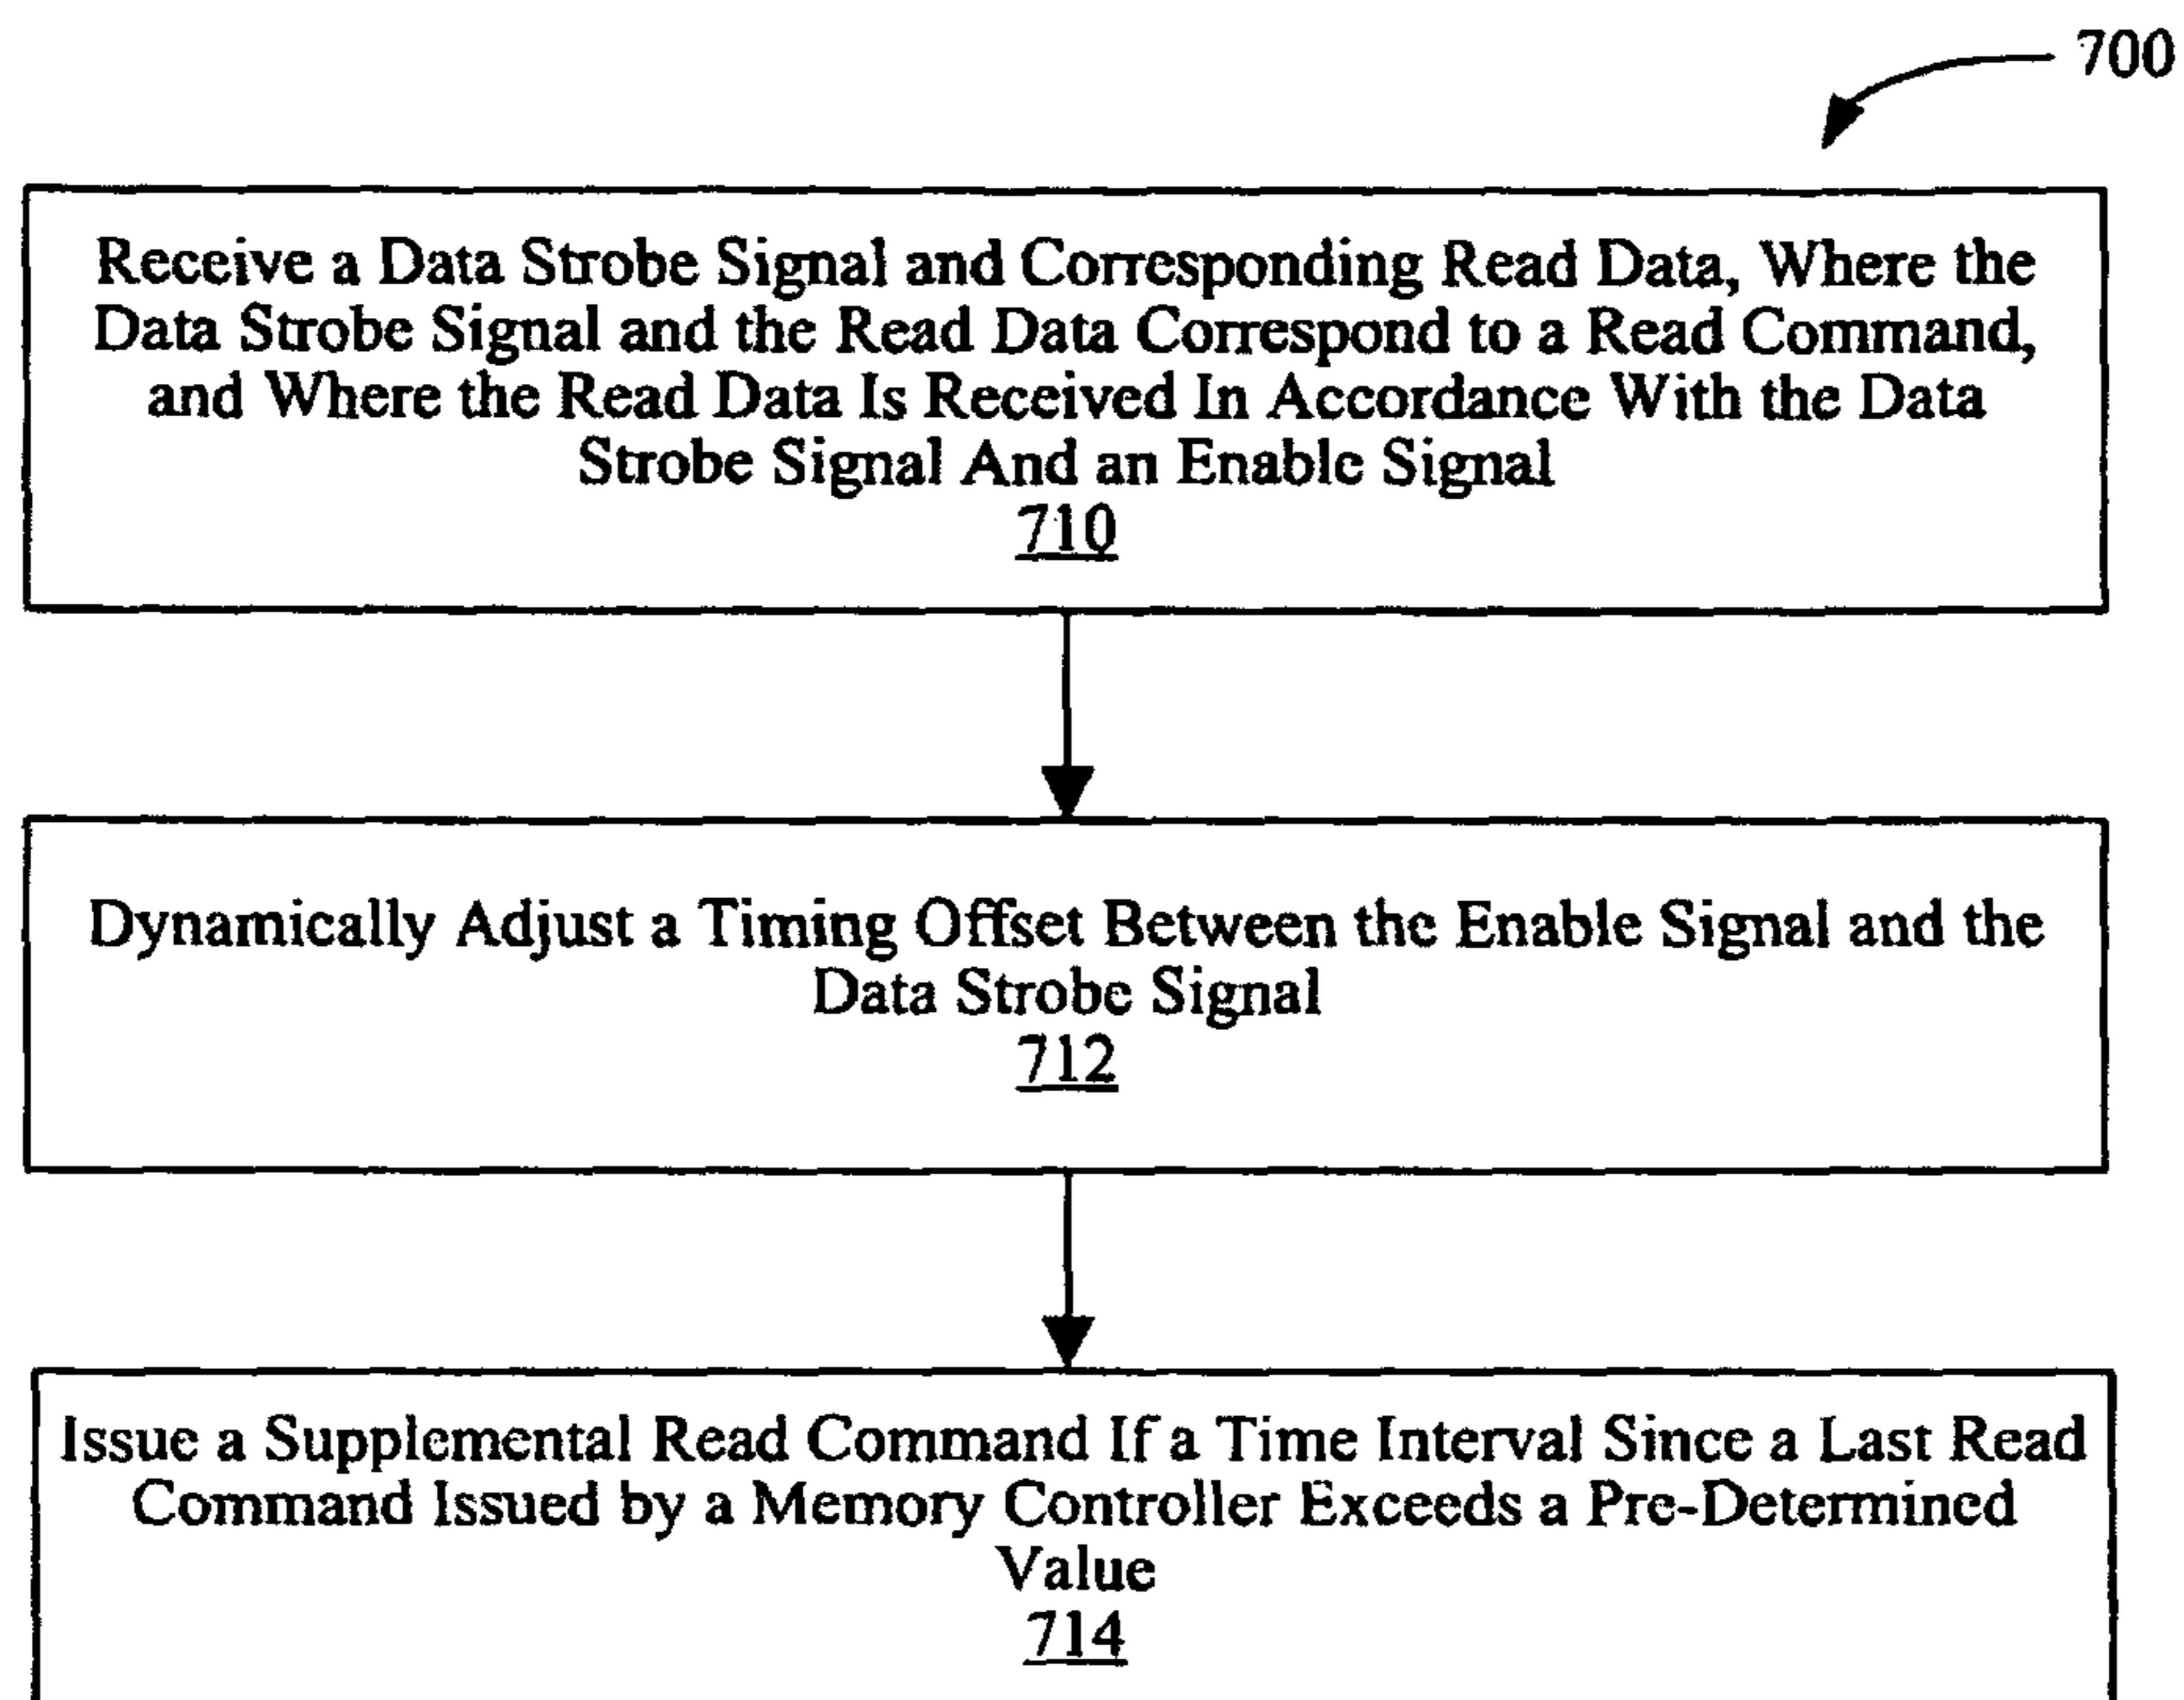 700
Receive a Data Strobe Signal and Corresponding Read Data, Where the
Data Strobe Signal and the Read Data Correspond to a Read Command,
and Where the Read Data Is Received In Accordance With the Data
Strobe Signal And an Enable Signal
710
Dynamically Adjust a Timing Offset Between the Enable Signal and the
Data Strobe Signal
712
Issue a Supplemental Read Command If a Time Interval Since a Last Read
Command Issued by a Memory Controller Exceeds a Pre-Determined
Value
714